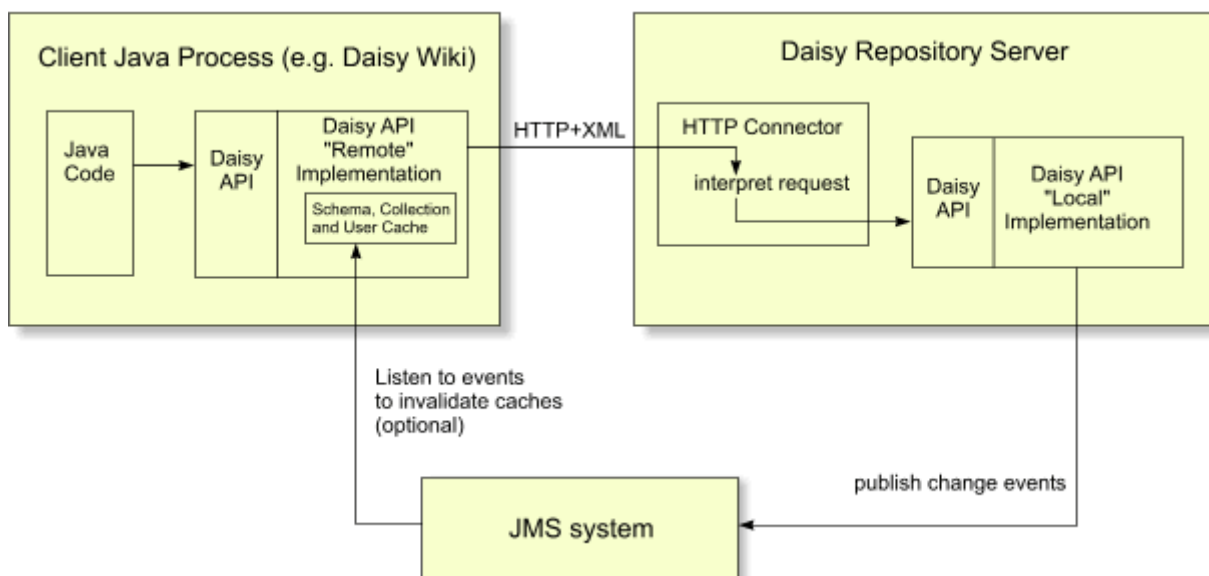 Client Java Process (e.g. Daisy Wiki)
Java
Code
Daisy
API
Daisy API
"Remote"
Implementation
Schema, Collection
and User Cache
HTTP+XML
Daisy Repository Server
HTTP Connector
interpret request
Daisy
API
Daisy API
"Local"
Implementation
Listen to events
to invalidate caches
(optional)
publish change events
JMS system